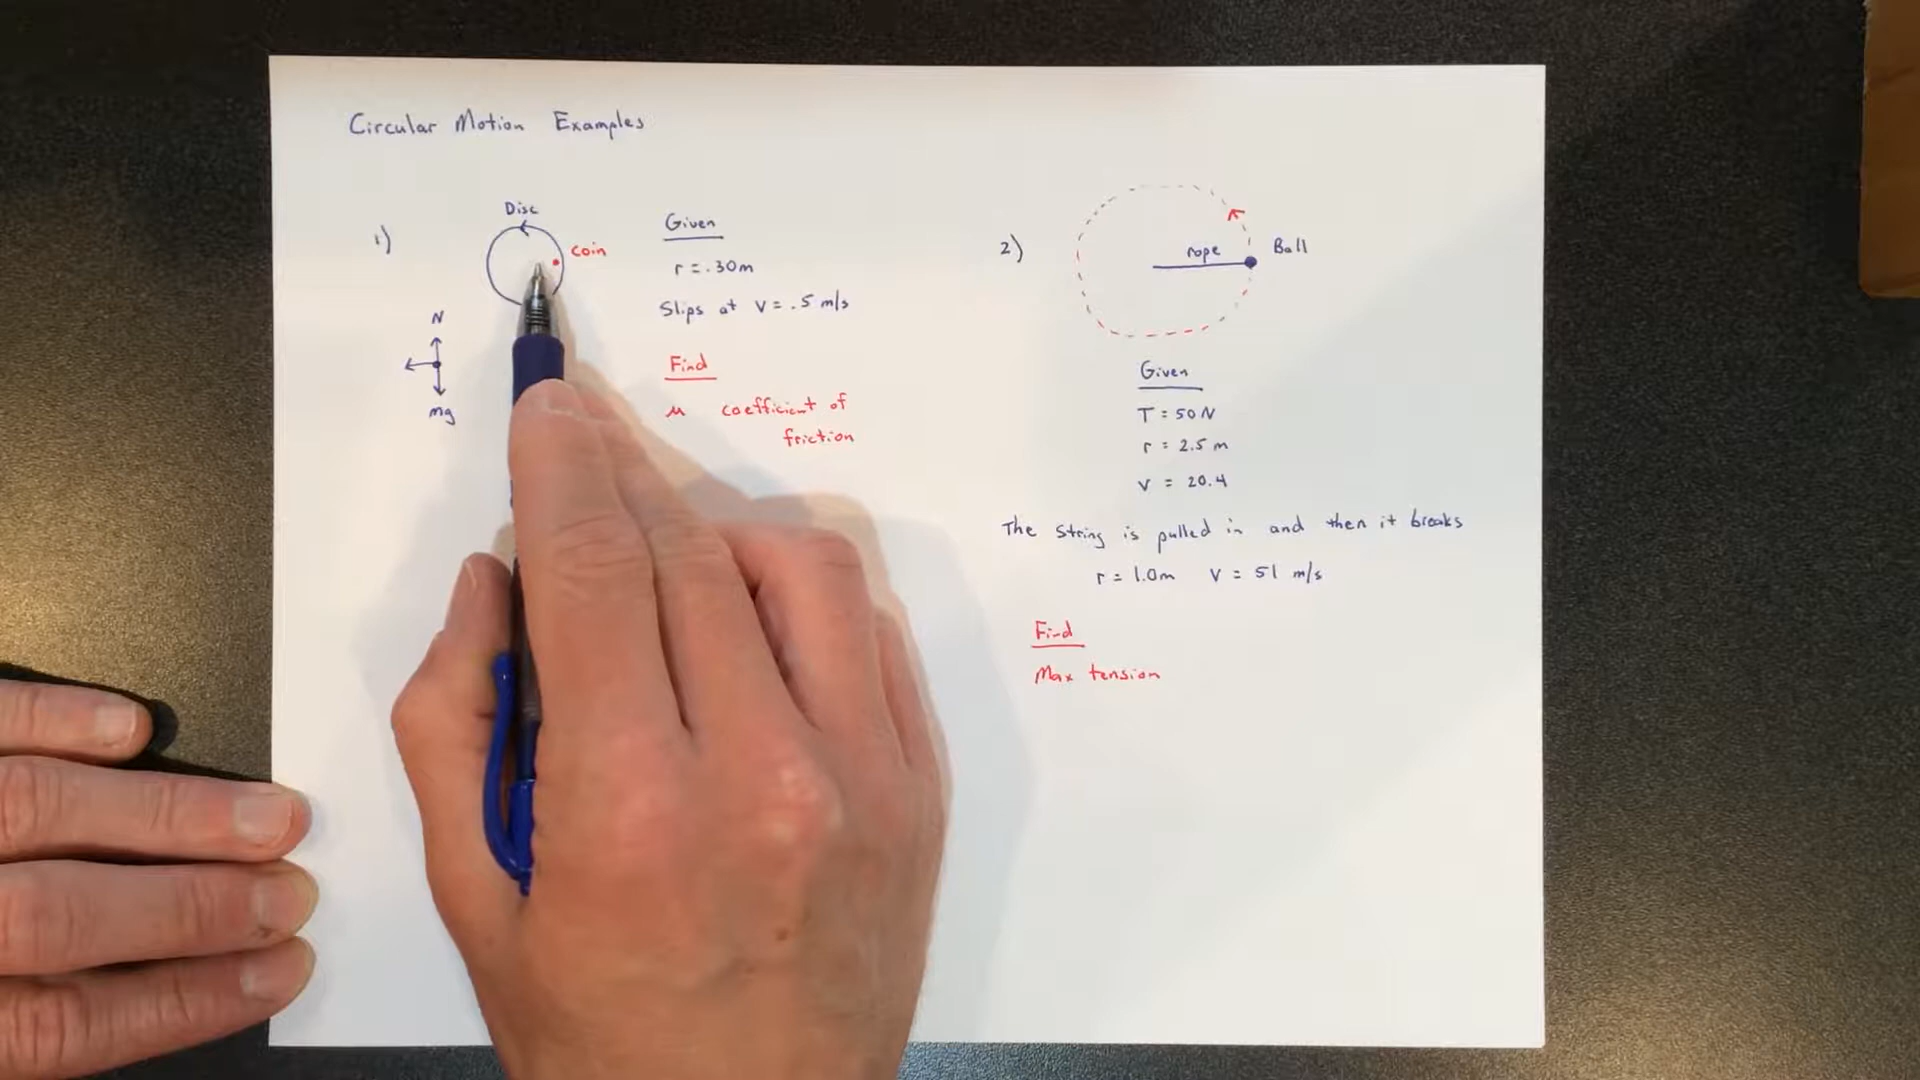 Circular Motion Examples
1)
Disc
coin
N
mg
Given
r = .30m
Slips at v = .5 m/s
Find
μ coefficient of
friction
2)
rope
Ball
Given
T = 50 N
r = 2.5 m
v = 20.4
The string is pulled in and then it breaks
r = 1.0m v = 51 m/s
Find
Max tension